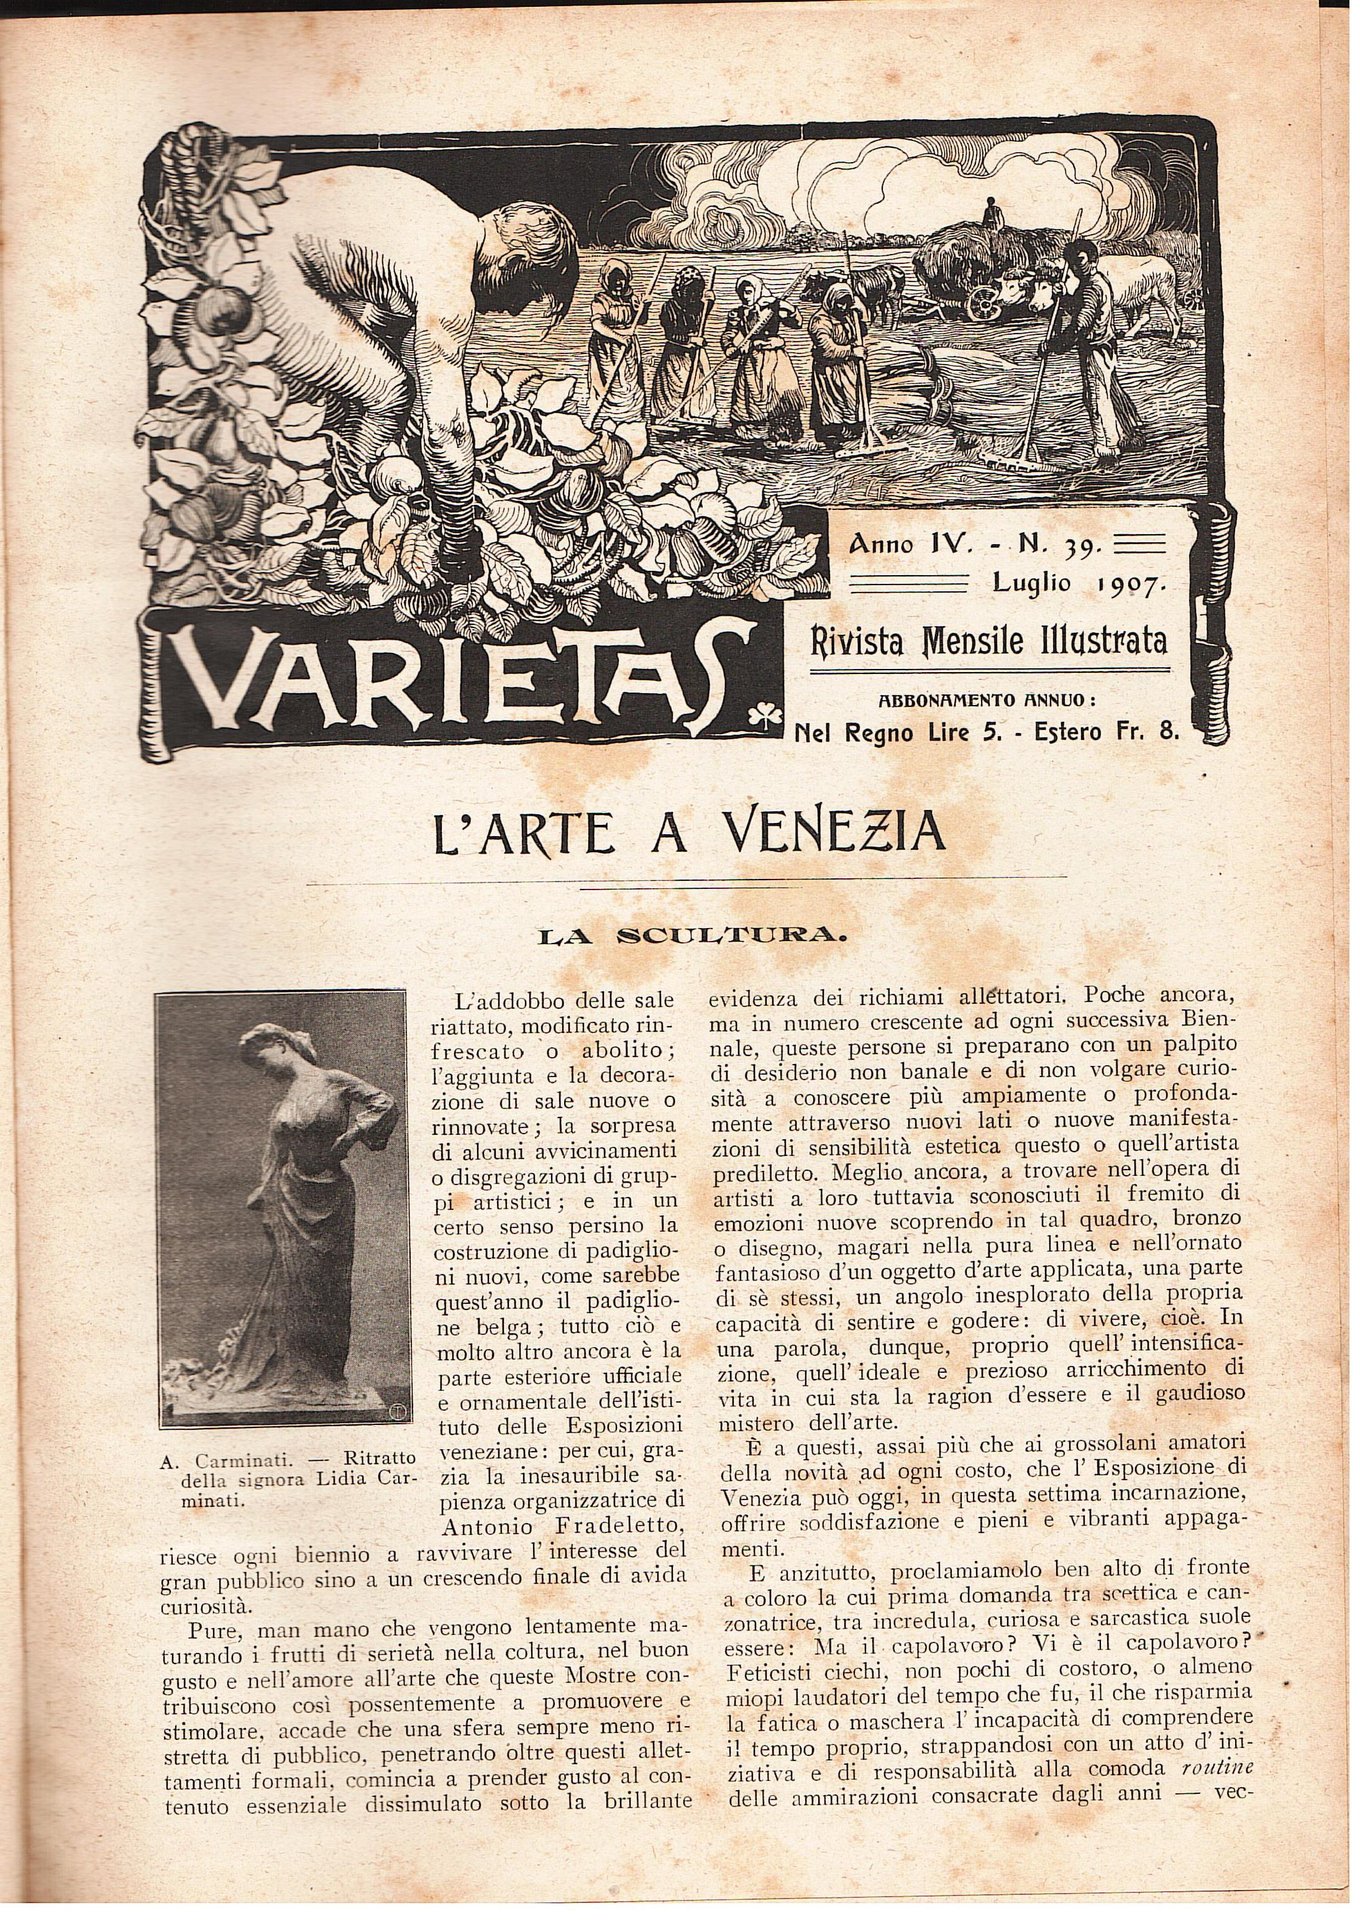 Anno IV. - N. 39.
Luglio 1907.
VARIETAS
Rivista Mensile Illustrata
ABBONAMENTO ANNUO:
Nel Regno Lire 5. - Estero Fr. 8.
L'ARTE A VENEZIA
LA SCULTURA.
A. Carminati. — Ritratto
della signora Lidia Car-
minati.
L'addobbo delle sale
riattato, modificato rin-
frescato o abolito;
l'aggiunta e la decora-
zione di sale nuove o
rinnovate; la sorpresa
di alcuni avvicinamenti
o disgregazioni di grup-
pi artistici; e in un
certo senso persino la
costruzione di padiglio-
ni nuovi, come sarebbe
quest'anno il padiglio-
ne belga; tutto ciò e
molto altro ancora è la
parte esteriore ufficiale
e ornamentale dell'isti-
tuto delle Esposizioni
veneziane: per cui, gra-
zia la inesauribile sa-
pienza organizzatrice di
Antonio Fradeletto,
riesce ogni biennio a ravvivare l'interesse del
gran pubblico sino a un crescendo finale di avida
curiosità.
Pure, man mano che vengono lentamente ma-
turando i frutti di serietà nella coltura, nel buon
gusto e nell'amore all'arte che queste Mostre con-
tribuiscono così possentemente a promuovere e
stimolare, accade che una sfera sempre meno ri-
stretta di pubblico, penetrando oltre questi allet-
tamenti formali, comincia a prender gusto al con-
tenuto essenziale dissimulato sotto la brillante
evidenza dei richiami allettatori. Poche ancora,
ma in numero crescente ad ogni successiva Bien-
nale, queste persone si preparano con un palpito
di desiderio non banale e di non volgare curio-
sità a conoscere più ampiamente o profonda-
mente attraverso nuovi lati o nuove manifesta-
zioni di sensibilità estetica questo o quell'artista
prediletto. Meglio ancora, a trovare nell'opera di
artisti a loro tuttavia sconosciuti il fremito di
emozioni nuove scoprendo in tal quadro, bronzo
o disegno, magari nella pura linea e nell'ornato
fantasioso d'un oggetto d'arte applicata, una parte
di sè stessi, un angolo inesplorato della propria
capacità di sentire e godere: di vivere, cioè. In
una parola, dunque, proprio quell'intensifica-
zione, quell'ideale e prezioso arricchimento di
vita in cui sta la ragion d'essere e il gaudioso
mistero dell'arte.
È a questi, assai più che ai grossolani amatori
della novità ad ogni costo, che l'Esposizione di
Venezia può oggi, in questa settima incarnazione,
offrire soddisfazione e pieni e vibranti appaga-
menti.
E anzitutto, proclamiamolo ben alto di fronte
a coloro la cui prima domanda tra scettica e can-
zonatrice, tra incredula, curiosa e sarcastica suole
essere: Ma il capolavoro? Vi è il capolavoro?
Feticisti ciechi, non pochi di costoro, o almeno
miopi laudatori del tempo che fu, il che risparmia
la fatica o maschera l'incapacità di comprendere
il tempo proprio, strappandosi con un atto d'ini-
ziativa e di responsabilità alla comoda routine
delle ammirazioni consacrate dagli anni — vec-